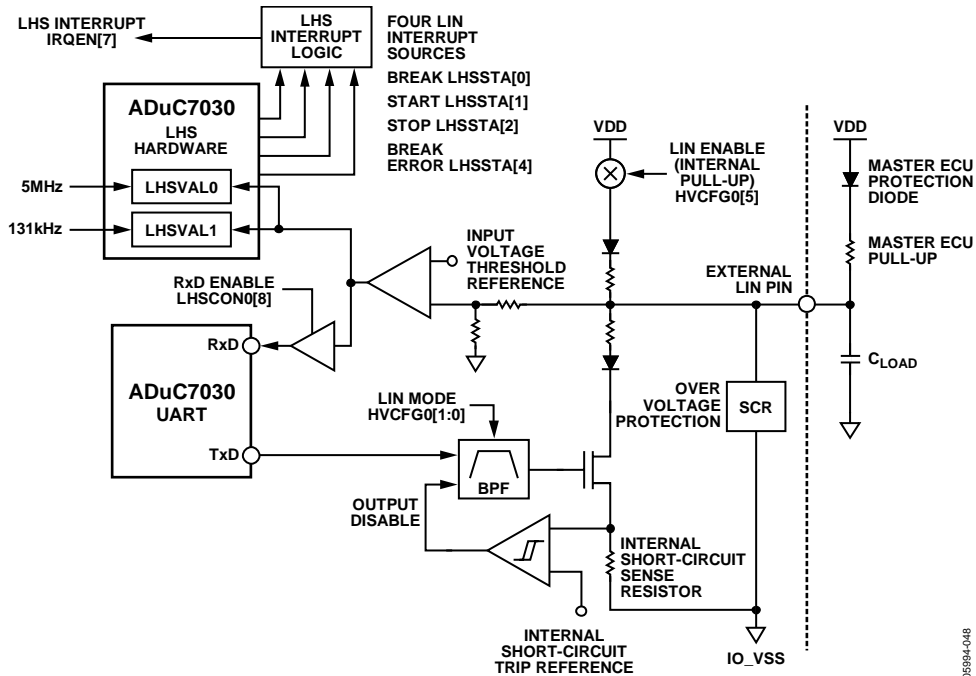 LHS INTERRUPT
IRQEN[7]
LHS
INTERRUPT
LOGIC
FOUR LIN
INTERRUPT
SOURCES
BREAK LHSSTA[0]
START LHSSTA[1]
STOP LHSSTA[2]
BREAK
ERROR LHSSTA[4]
ADuC7030
LHS
HARDWARE
5MHz
LHSVAL0
131kHz
LHSVAL1
VDD
LIN ENABLE
(INTERNAL
PULL-UP)
HVCFG0[5]
VDD
MASTER ECU
PROTECTION
DIODE
MASTER ECU
PULL-UP
INPUT
VOLTAGE
THRESHOLD
REFERENCE
EXTERNAL
LIN PIN
RxD ENABLE
LHSCON0[8]
RxD
ADuC7030
UART
TxD
CLOAD
OVER
VOLTAGE
PROTECTION
SCR
LIN MODE
HVCFG0[1:0]
BPF
OUTPUT
DISABLE
INTERNAL
SHORT-CIRCUIT
SENSE
RESISTOR
INTERNAL
SHORT-CIRCUIT
TRIP REFERENCE
IO_VSS
05994-048